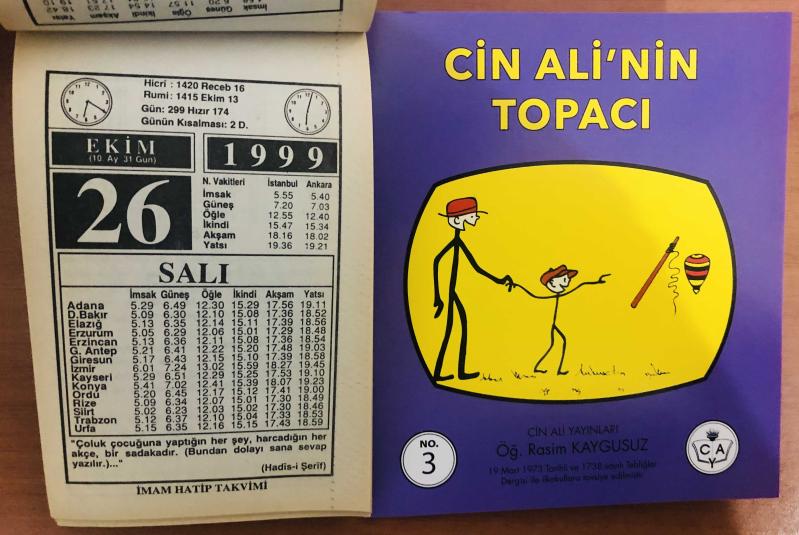 Hicri : 1420 Receb 16
Rumi : 1415 Ekim 13
Gün: 299 Hızır 174
Günün Kısalması: 2 D.
EKİM
(10 Ay 31 Gün)
1999
26
N. Vakitleri İstanbul Ankara
İmsak 5.55 5.40
Güneş 7.20 7.03
Öğle 12.55 12.40
İkindi 15.47 15.34
Akşam 18.16 18.02
Yatsı 19.36 19.21
SALI
İmsak Güneş Öğle İkindi Akşam Yatsı
Adana 5.29 6.49 12.30 15.29 17.56 19.11
D.Bakır 5.09 6.30 12.10 15.08 17.36 18.52
Elazığ 5.13 6.35 12.14 15.11 17.39 18.56
Erzurum 5.05 6.29 12.06 15.01 17.29 18.48
Erzincan 5.13 6.36 12.11 15.08 17.36 18.54
G. Antep 5.21 6.41 12.22 15.20 17.48 19.03
Giresun 5.17 6.43 12.15 15.10 17.39 18.58
İzmir 6.01 7.24 13.02 15.59 18.27 19.45
Kayseri 5.29 6.51 12.29 15.25 17.53 19.10
Konya 5.41 7.02 12.41 15.39 18.07 19.23
Ordu 5.20 6.45 12.17 15.12 17.41 19.00
Rize 5.09 6.34 12.07 15.01 17.30 18.49
Siirt 5.02 6.23 12.03 15.02 17.30 18.46
Trabzon 5.12 6.37 12.10 15.04 17.33 18.53
Urfa 5.15 6.35 12.16 15.15 17.43 18.59
"Çoluk çocuğuna yaptığın her şey, harcadığın her
akçe, bir sadakadır. (Bundan dolayı sana sevap
yazılır.)..."
(Hadis-i Şerif)
İMAM HATİP TAKVİMİ
CİN ALİ'NİN
TOPACI
NO.
3
CİN ALİ YAYINLARI
Öğ. Rasim KAYGUSUZ
19 Mart 1973 Tarihli ve 1738 sayılı Tebliğler
Dergisi ile ilkokullara tavsiye edilmiştir.
C A
Y